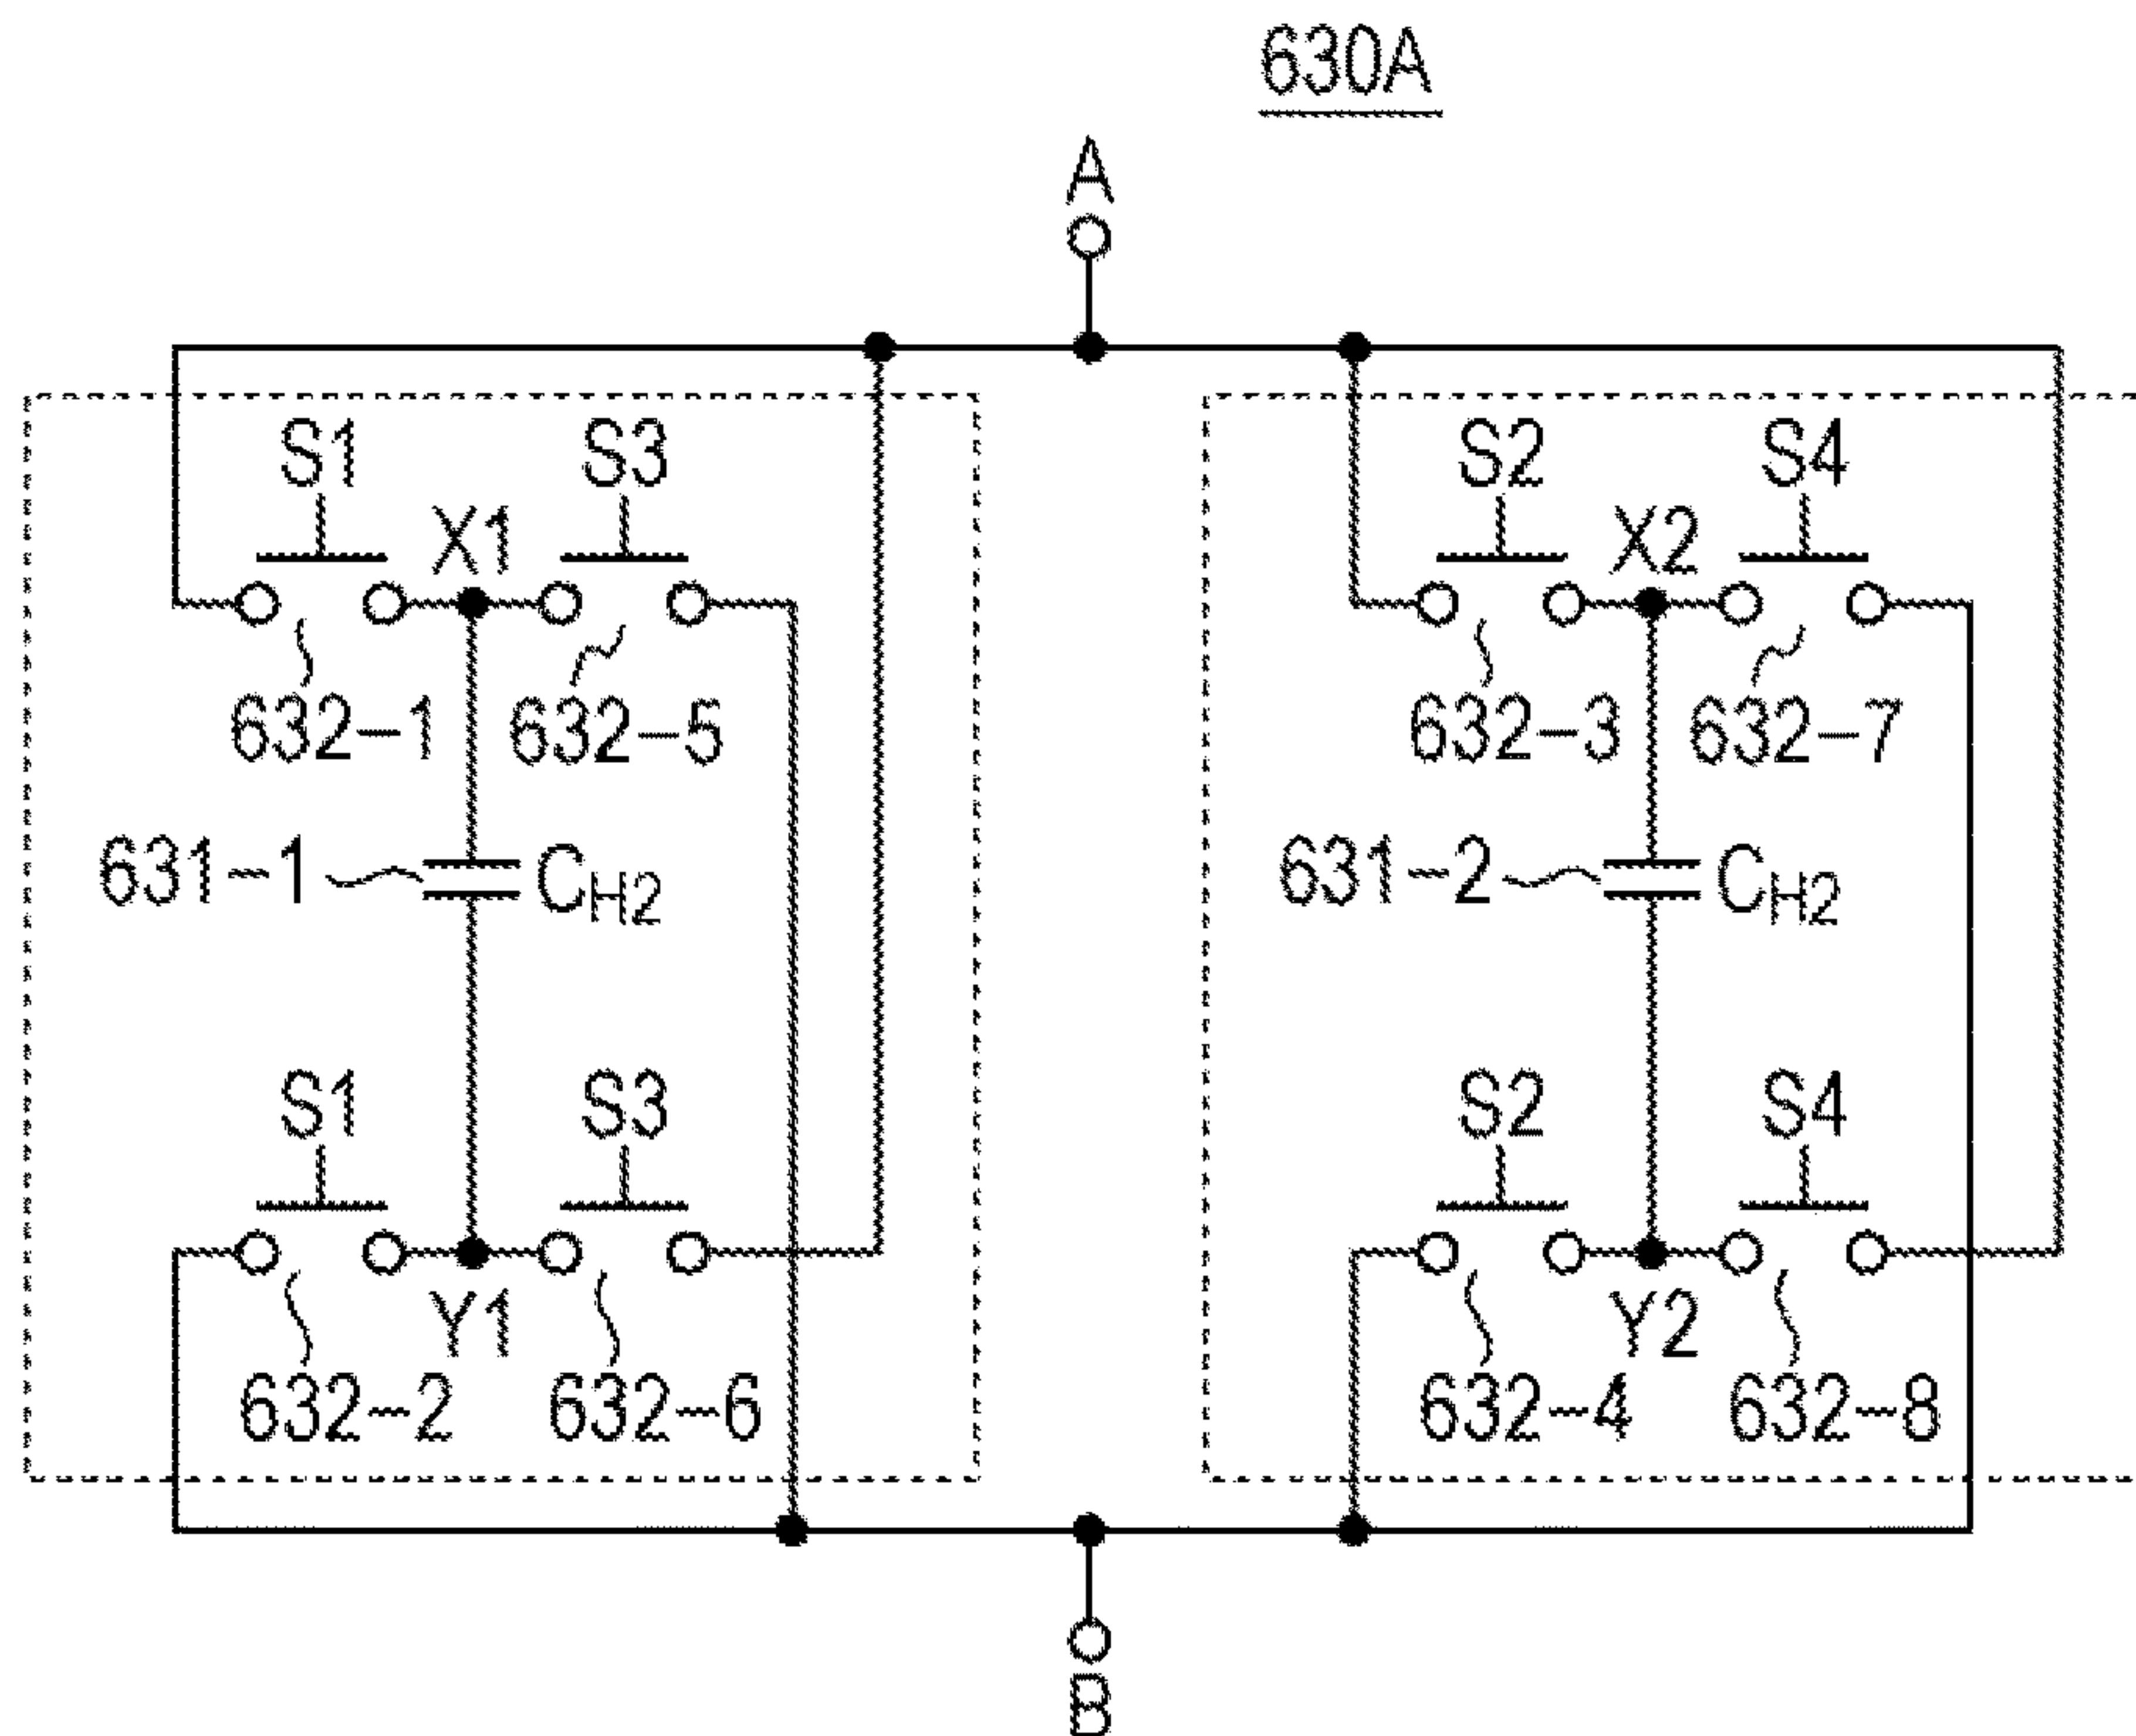 630A
A
S1 S3 S2 S4
X1 X2
632-1 632-5 632-3 632-7
631-1 CH2 631-2 CH2
S1 S3 S2 S4
Y1 Y2
632-2 632-6 632-4 632-8
B